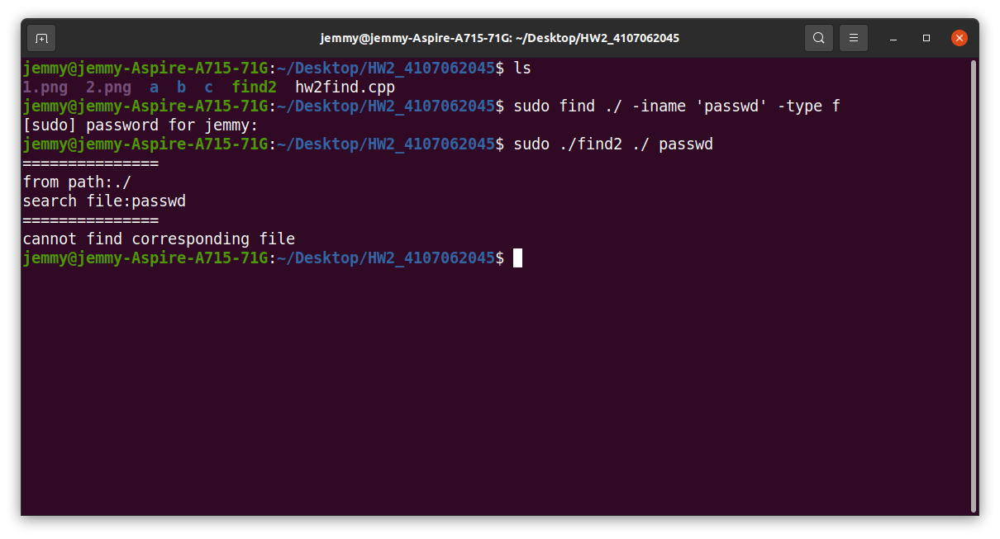 jemmy@jemmy-Aspire-A715-71G: ~/Desktop/HW2_4107062045
jemmy@jemmy-Aspire-A715-71G:~/Desktop/HW2_4107062045$ ls
1.png  2.png  a  b  c  find2  hw2find.cpp
jemmy@jemmy-Aspire-A715-71G:~/Desktop/HW2_4107062045$ sudo find ./ -iname 'passwd' -type f
[sudo] password for jemmy:
jemmy@jemmy-Aspire-A715-71G:~/Desktop/HW2_4107062045$ sudo ./find2 ./ passwd
===============
from path:./
search file:passwd
===============
cannot find corresponding file
jemmy@jemmy-Aspire-A715-71G:~/Desktop/HW2_4107062045$